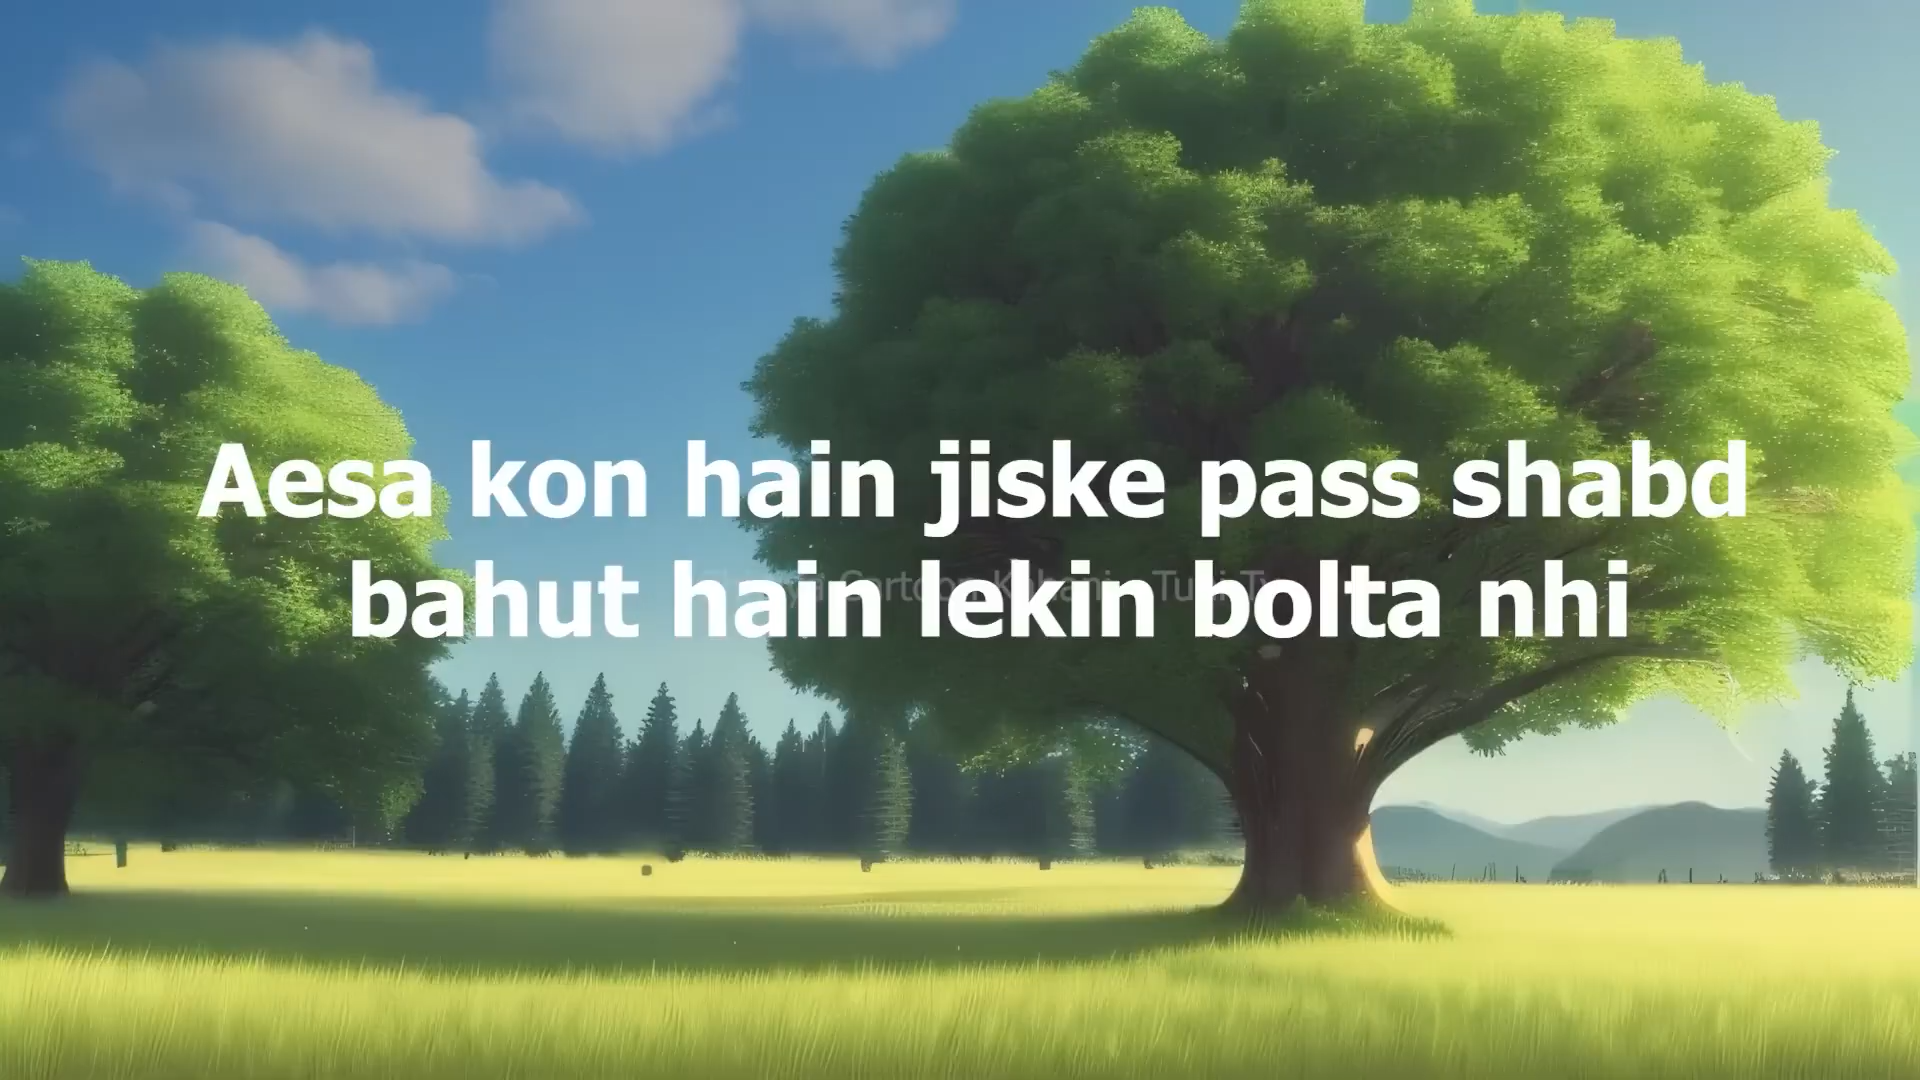 Aesa kon hain jiske pass shabd
bahut hain lekin bolta nhi